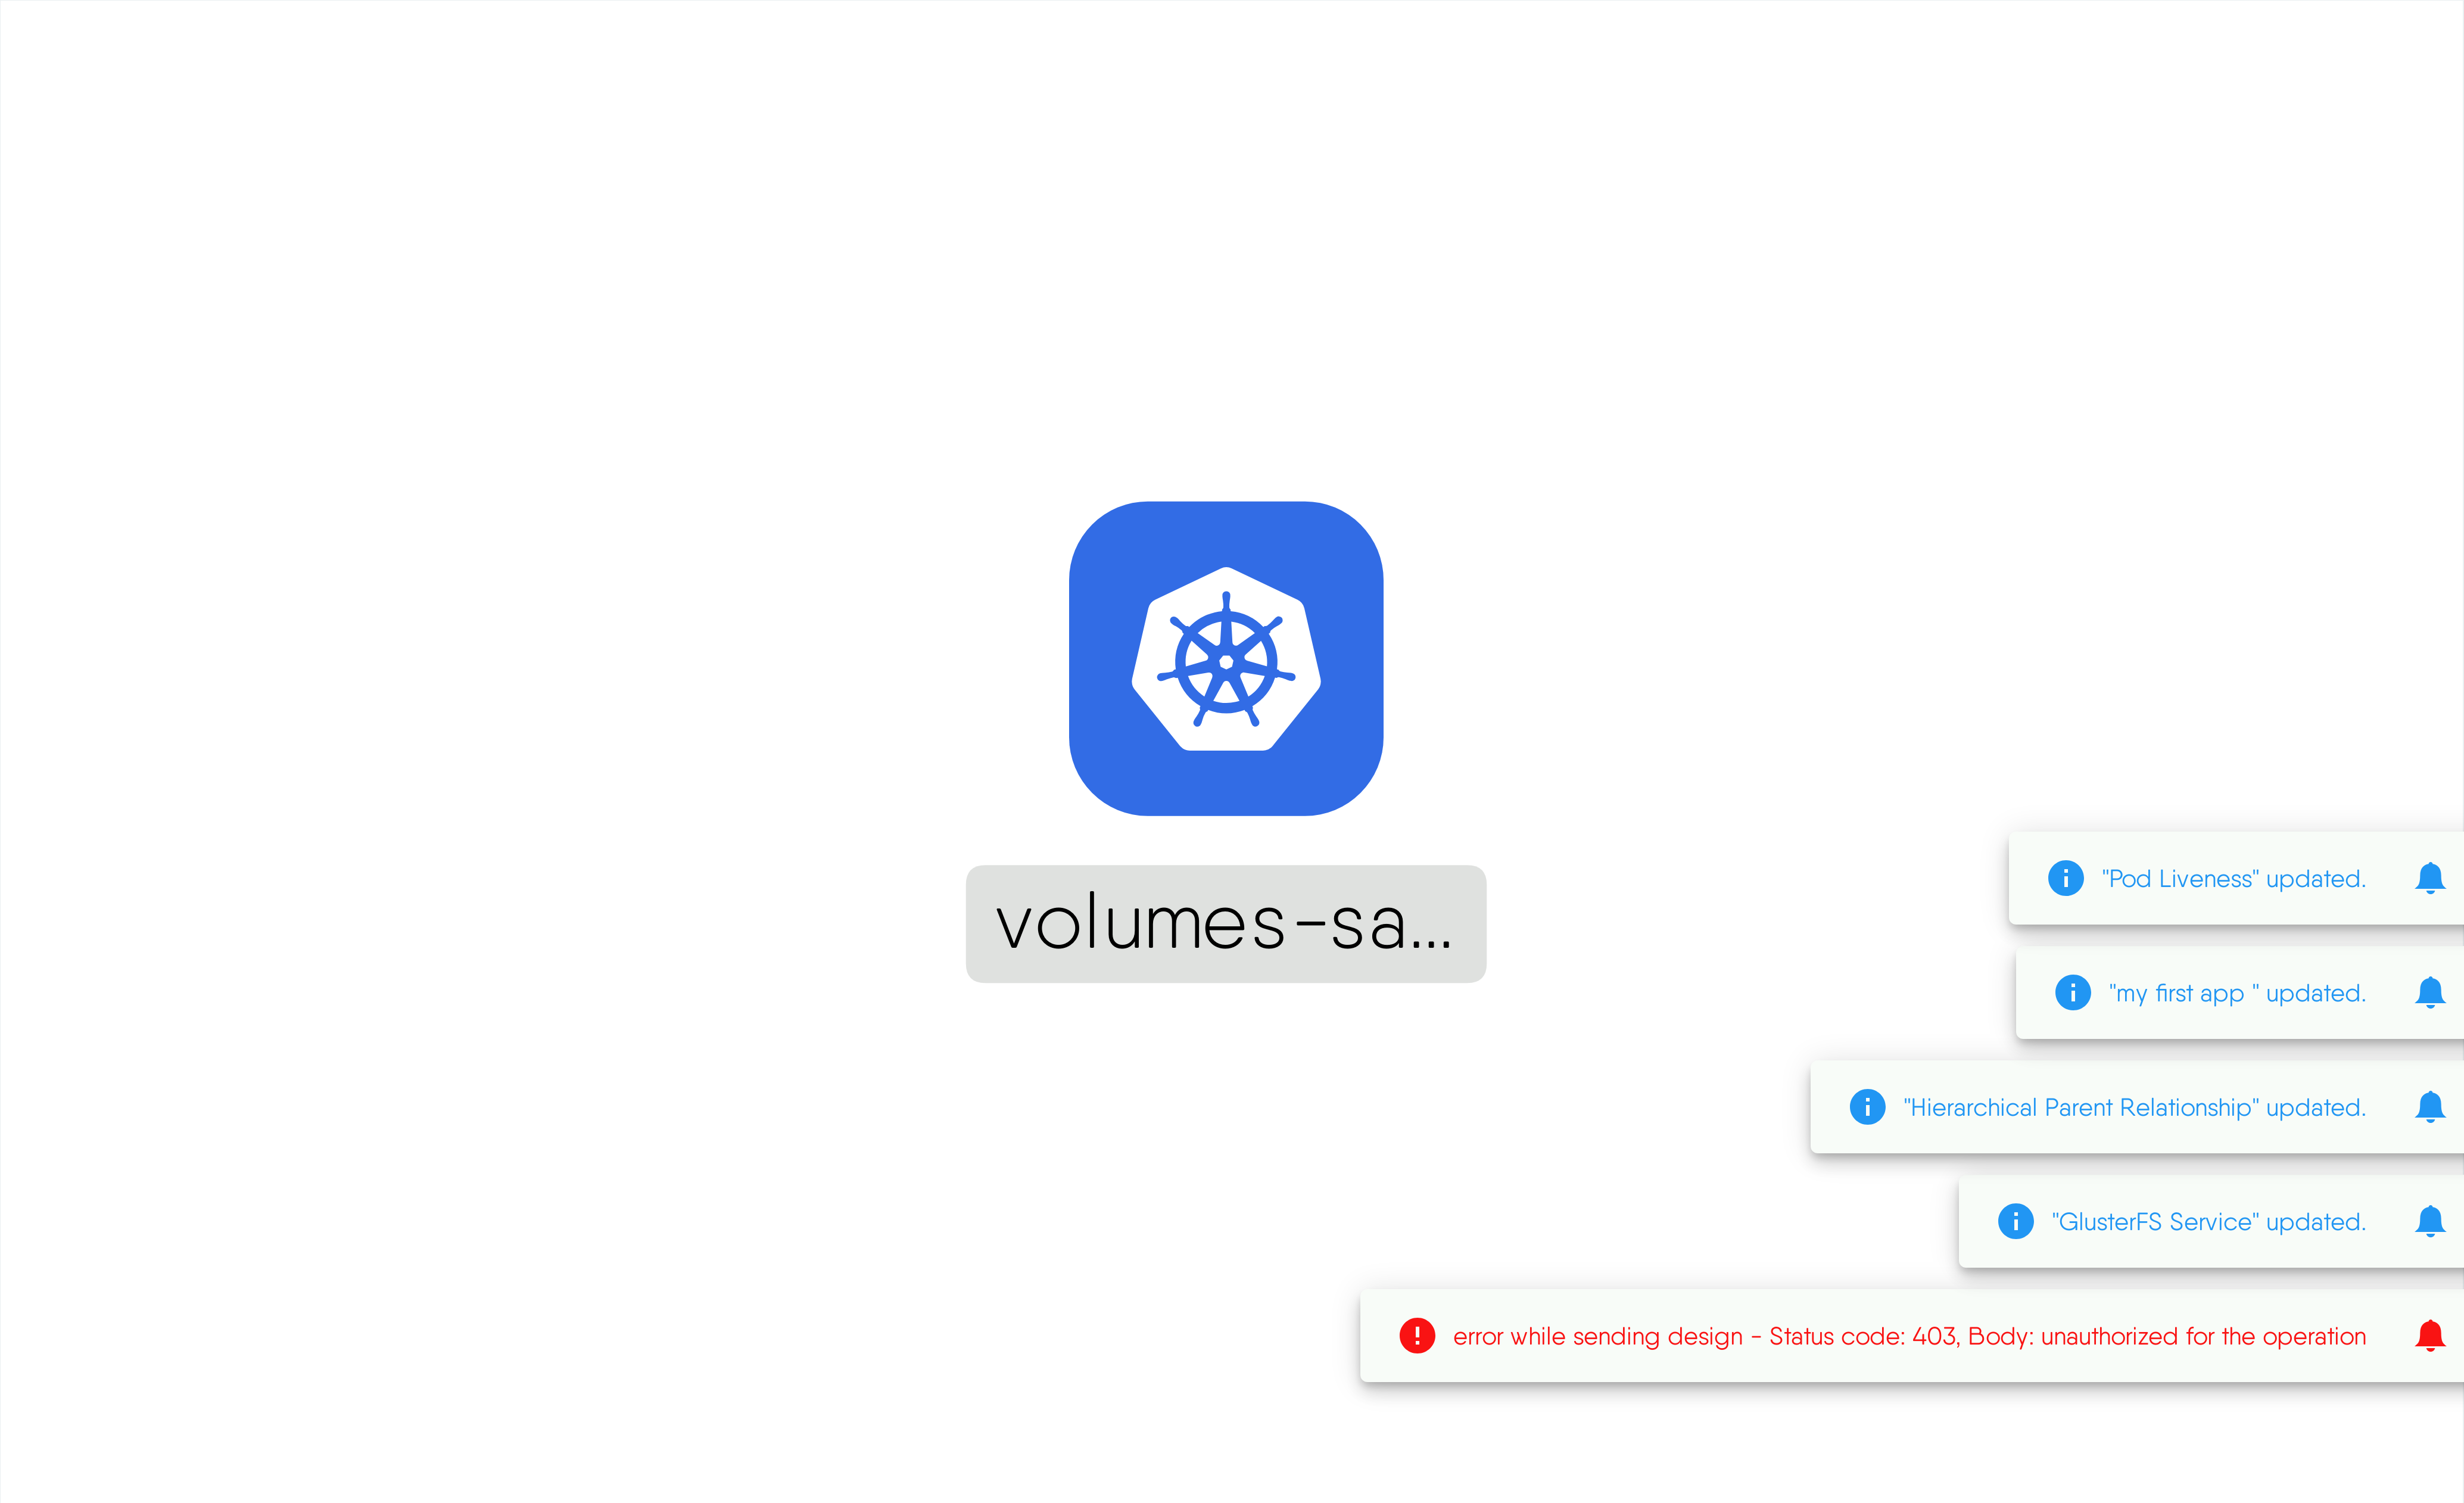 volumes-sa...
"Pod Liveness" updated.
"my first app " updated.
"Hierarchical Parent Relationship" updated.
"GlusterFS Service" updated.
error while sending design - Status code: 403, Body: unauthorized for the operation